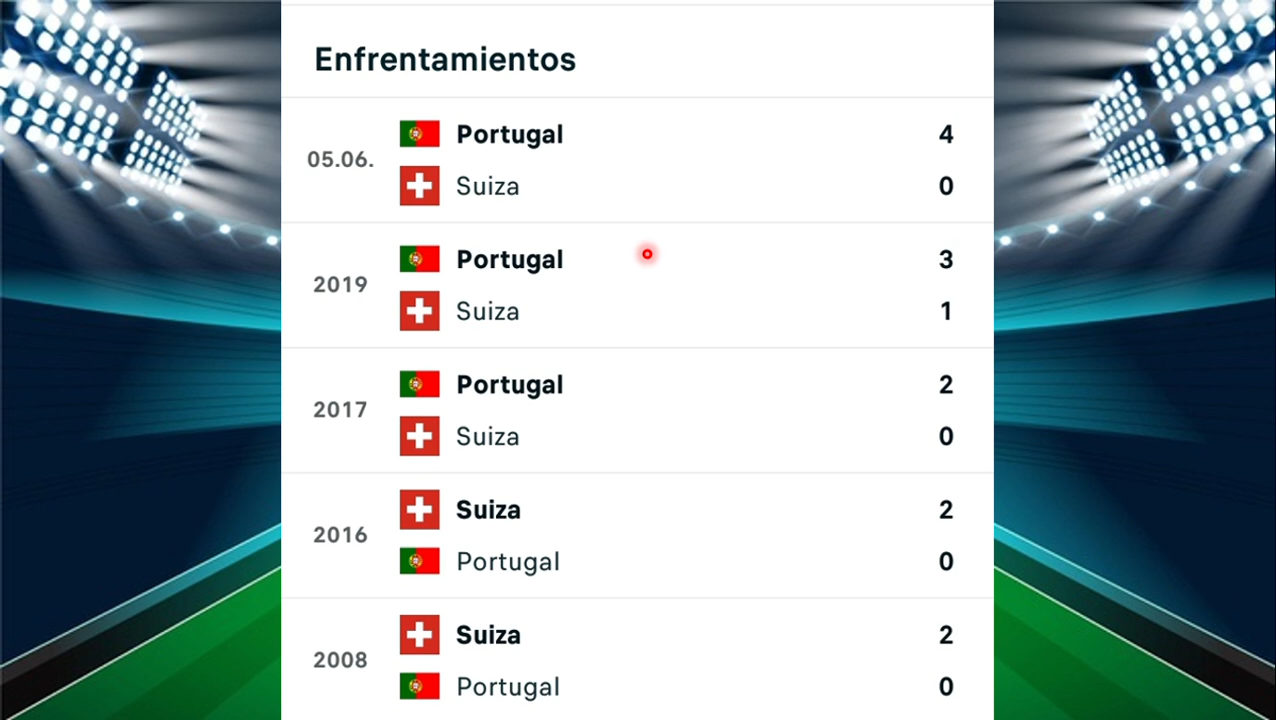 Enfrentamientos
05.06.
Portugal 4
Suiza 0
2019
Portugal 3
Suiza 1
2017
Portugal 2
Suiza 0
2016
Suiza 2
Portugal 0
2008
Suiza 2
Portugal 0